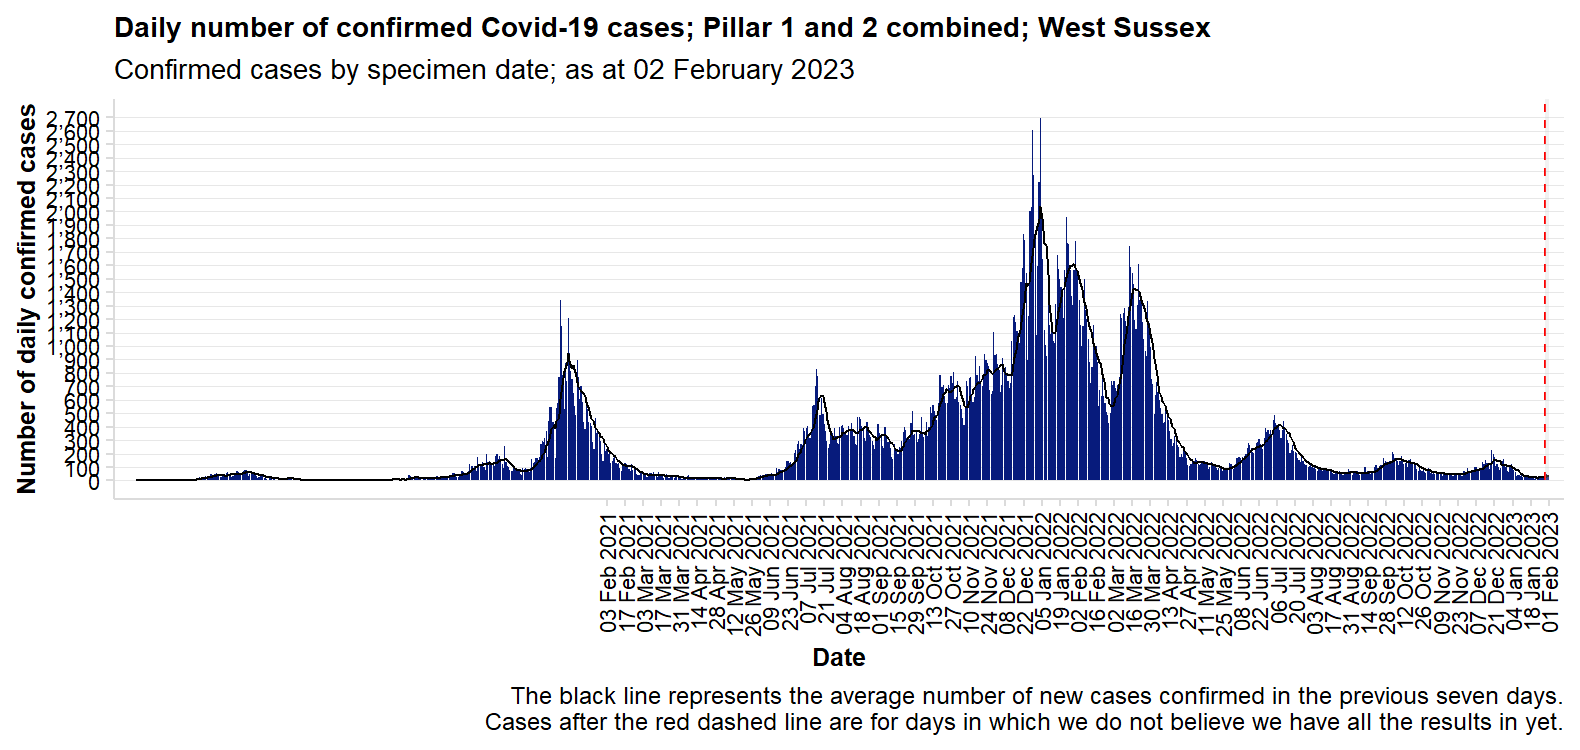 Daily number of confirmed Covid-19 cases; Pillar 1 and 2 combined; West Sussex
Confirmed cases by specimen date; as at 02 February 2023
Number of daily confirmed cases
2,700
2,600
2,500
2,400
2,300
2,200
2,100
2,000
1,900
1,800
1,700
1,600
1,500
1,400
1,300
1,200
1,100
1,000
900
800
700
600
500
400
300
200
100
0
03 Feb 2021
17 Feb 2021
03 Mar 2021
17 Mar 2021
31 Mar 2021
14 Apr 2021
28 Apr 2021
12 May 2021
26 May 2021
09 Jun 2021
23 Jun 2021
07 Jul 2021
21 Jul 2021
04 Aug 2021
18 Aug 2021
01 Sep 2021
15 Sep 2021
29 Sep 2021
13 Oct 2021
27 Oct 2021
10 Nov 2021
24 Nov 2021
08 Dec 2021
22 Dec 2021
05 Jan 2022
19 Jan 2022
02 Feb 2022
16 Feb 2022
02 Mar 2022
16 Mar 2022
30 Mar 2022
13 Apr 2022
27 Apr 2022
11 May 2022
25 May 2022
08 Jun 2022
22 Jun 2022
06 Jul 2022
20 Jul 2022
03 Aug 2022
17 Aug 2022
31 Aug 2022
14 Sep 2022
28 Sep 2022
12 Oct 2022
26 Oct 2022
09 Nov 2022
23 Nov 2022
07 Dec 2022
21 Dec 2022
04 Jan 2023
18 Jan 2023
01 Feb 2023
Date
The black line represents the average number of new cases confirmed in the previous seven days.
Cases after the red dashed line are for days in which we do not believe we have all the results in yet.